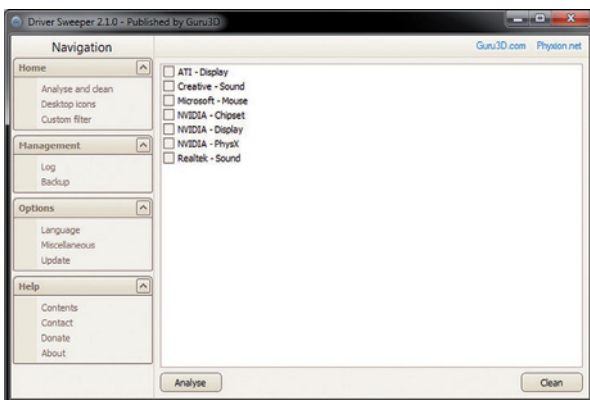 Driver Sweeper 2.1.0 - Published by Guru3D
Navigation
Guru3D.com Physion.net
Home
Analyse and clean
Desktop icons
Custom filter
Management
Log
Backup
Options
Language
Miscellaneous
Update
Help
Contents
Contact
Donate
About
ATI - Display
Creative - Sound
Microsoft - Mouse
NVIDIA - Chipset
NVIDIA - Display
NVIDIA - PhysX
Realtek - Sound
Analyse
Clean